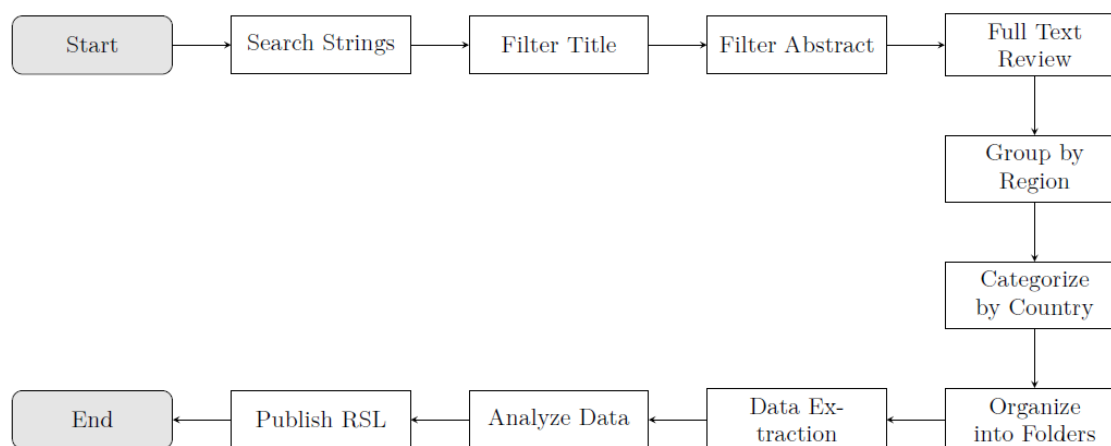 Start
Search Strings
Filter Title
Filter Abstract
Full Text
Review
Group by
Region
Categorize
by Country
Organize
into Folders
Data Ex-
traction
Analyze Data
Publish RSL
End